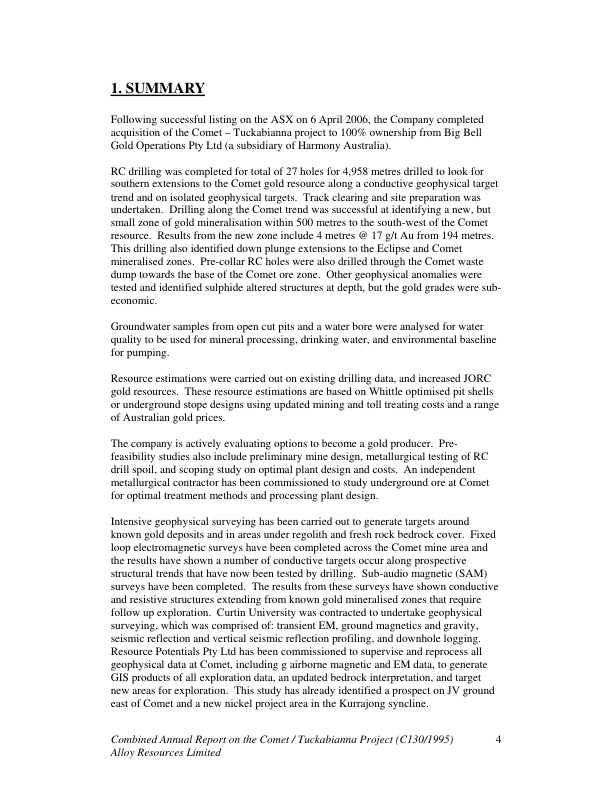 1. SUMMARY
Following successful listing on the ASX on 6 April 2006, the Company completed
acquisition of the Comet – Tuckabianna project to 100% ownership from Big Bell
Gold Operations Pty Ltd (a subsidiary of Harmony Australia).
RC drilling was completed for total of 27 holes for 4,958 metres drilled to look for
southern extensions to the Comet gold resource along a conductive geophysical target
trend and on isolated geophysical targets.  Track clearing and site preparation was
undertaken.  Drilling along the Comet trend was successful at identifying a new, but
small zone of gold mineralisation within 500 metres to the south-west of the Comet
resource.  Results from the new zone include 4 metres @ 17 g/t Au from 194 metres.
This drilling also identified down plunge extensions to the Eclipse and Comet
mineralised zones.  Pre-collar RC holes were also drilled through the Comet waste
dump towards the base of the Comet ore zone.  Other geophysical anomalies were
tested and identified sulphide altered structures at depth, but the gold grades were sub-
economic.
Groundwater samples from open cut pits and a water bore were analysed for water
quality to be used for mineral processing, drinking water, and environmental baseline
for pumping.
Resource estimations were carried out on existing drilling data, and increased JORC
gold resources.  These resource estimations are based on Whittle optimised pit shells
or underground stope designs using updated mining and toll treating costs and a range
of Australian gold prices.
The company is actively evaluating options to become a gold producer.  Pre-
feasibility studies also include preliminary mine design, metallurgical testing of RC
drill spoil, and scoping study on optimal plant design and costs.  An independent
metallurgical contractor has been commissioned to study underground ore at Comet
for optimal treatment methods and processing plant design.
Intensive geophysical surveying has been carried out to generate targets around
known gold deposits and in areas under regolith and fresh rock bedrock cover.  Fixed
loop electromagnetic surveys have been completed across the Comet mine area and
the results have shown a number of conductive targets occur along prospective
structural trends that have now been tested by drilling.  Sub-audio magnetic (SAM)
surveys have been completed.  The results from these surveys have shown conductive
and resistive structures extending from known gold mineralised zones that require
follow up exploration.  Curtin University was contracted to undertake geophysical
surveying, which was comprised of: transient EM, ground magnetics and gravity,
seismic reflection and vertical seismic reflection profiling, and downhole logging.
Resource Potentials Pty Ltd has been commissioned to supervise and reprocess all
geophysical data at Comet, including g airborne magnetic and EM data, to generate
GIS products of all exploration data, an updated bedrock interpretation, and target
new areas for exploration.  This study has already identified a prospect on JV ground
east of Comet and a new nickel project area in the Kurrajong syncline.
Combined Annual Report on the Comet / Tuckabianna Project (C130/1995) 4
Alloy Resources Limited